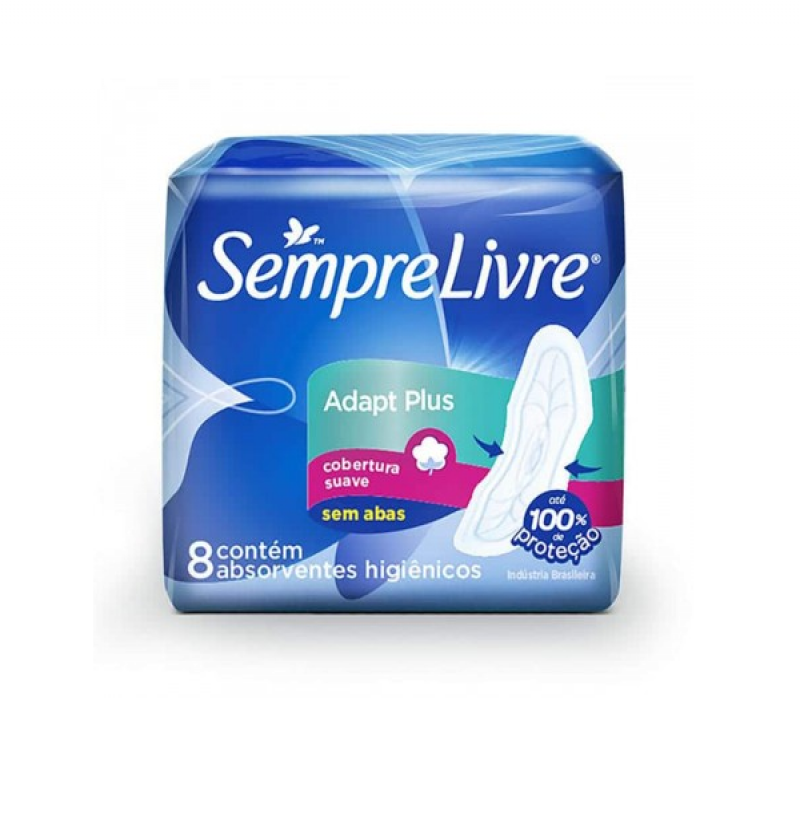 SempreLivre®
™
Adapt Plus
cobertura
suave
sem abas
até
100%
de
proteção
8 contém
absorventes higiênicos
Indústria Brasileira